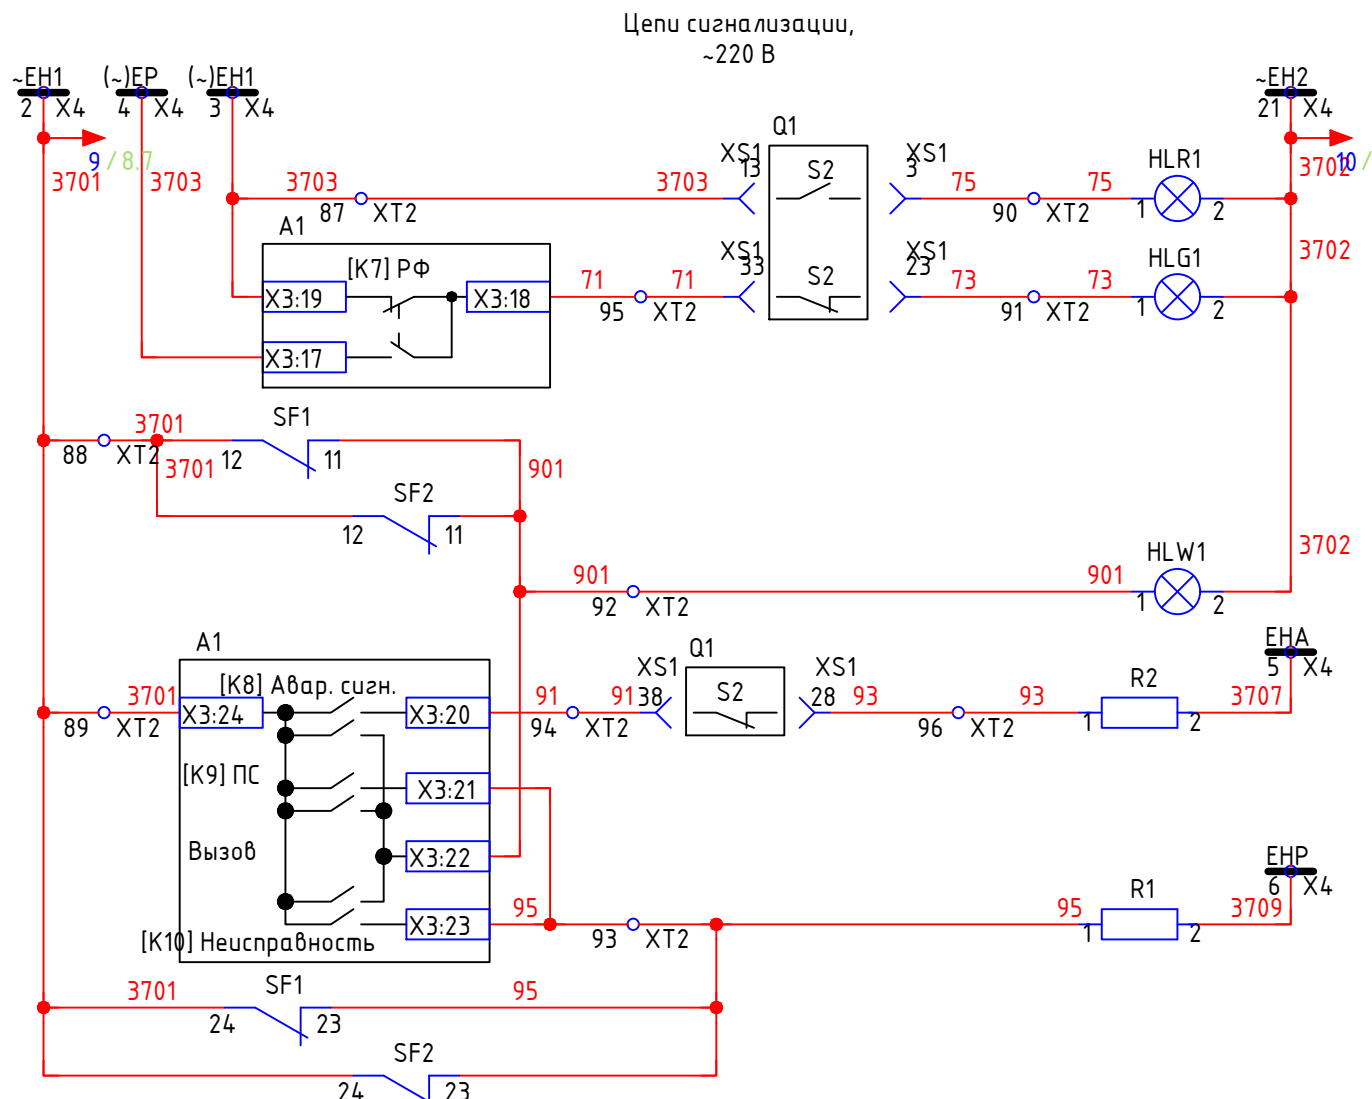 Цепи сигнализации,
~220 В
~EH1 (~)EP (~)EH1 ~EH2
2 X4 4 X4 3 X4 21 X4
9 / 8.7 10 /
3701 3703 3703 3703 3702
87 XT2
Q1
XS1 13 S2 XS1 3
75 75 HLR1
90 XT2 1 2
A1
[K7] РФ
X3:19 X3:18
X3:17
71 71
95 XT2
XS1 33 S2 XS1 23
73 73 HLG1
91 XT2 1 2
3702
3701 SF1
88 XT2 12 11
3701 901
SF2
12 11
3702
901 901 HLW1
92 XT2 1 2
A1
3701
89 XT2
[K8] Авар. сигн.
X3:24 X3:20
[K9] ПС
X3:21
Вызов
X3:22
X3:23
[K10] Неисправность
91 91
94 XT2
Q1
XS1 38 S2 XS1 28
93 93 R2
96 XT2 1 2
3707
EHA
5 X4
EHP
6 X4
95 95 R1 3709
93 XT2 1 2
3701 SF1 95
24 23
SF2
24 23